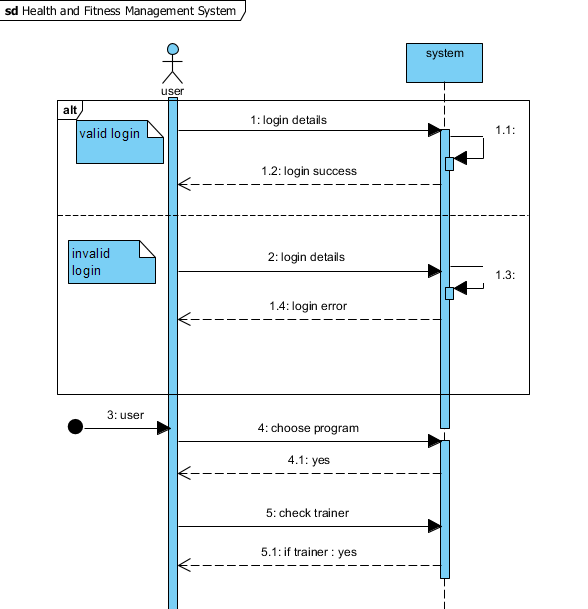 sd Health and Fitness Management System
system
user
alt
valid login
1: login details
1.1:
1.2: login success
invalid
login
2: login details
1.3:
1.4: login error
3: user
4: choose program
4.1: yes
5: check trainer
5.1: if trainer : yes